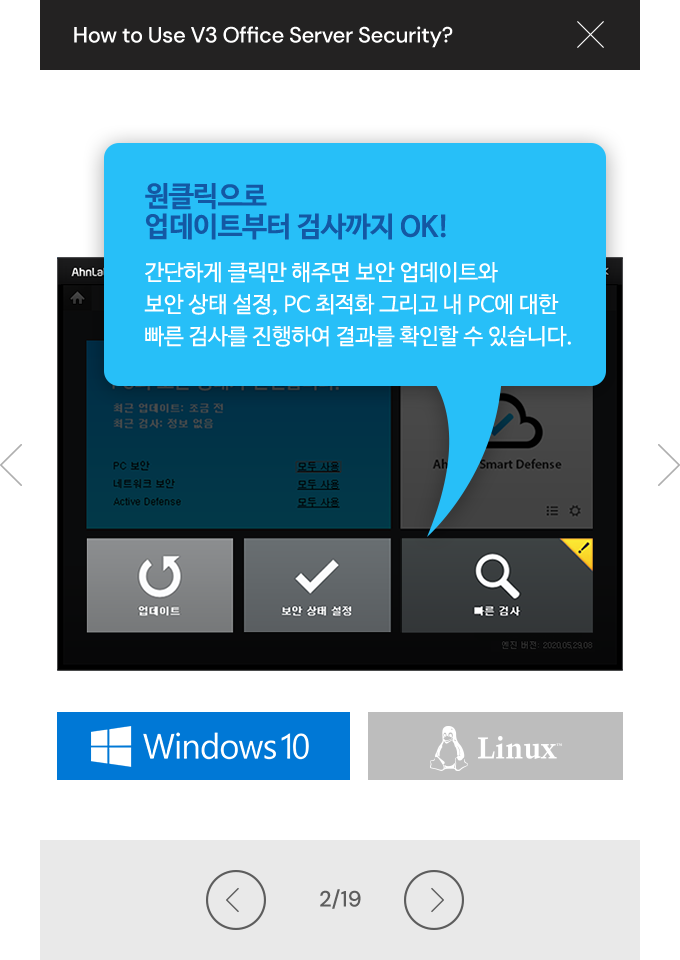 How to Use V3 Office Server Security?
원클릭으로
업데이트부터 검사까지 OK!
간단하게 클릭만 해주면 보안 업데이트와
보안 상태 설정, PC 최적화 그리고 내 PC에 대한
빠른 검사를 진행하여 결과를 확인할 수 있습니다.
최근 업데이트: 조금 전
최근 검사: 정보 없음
PC 보안 모두 사용
네트워크 보안 모두 사용
Active Defense 모두 사용
Smart Defense
업데이트
보안 상태 설정
빠른 검사
엔진 버전: 2020.05.29.08
Windows 10
Linux™
2/19